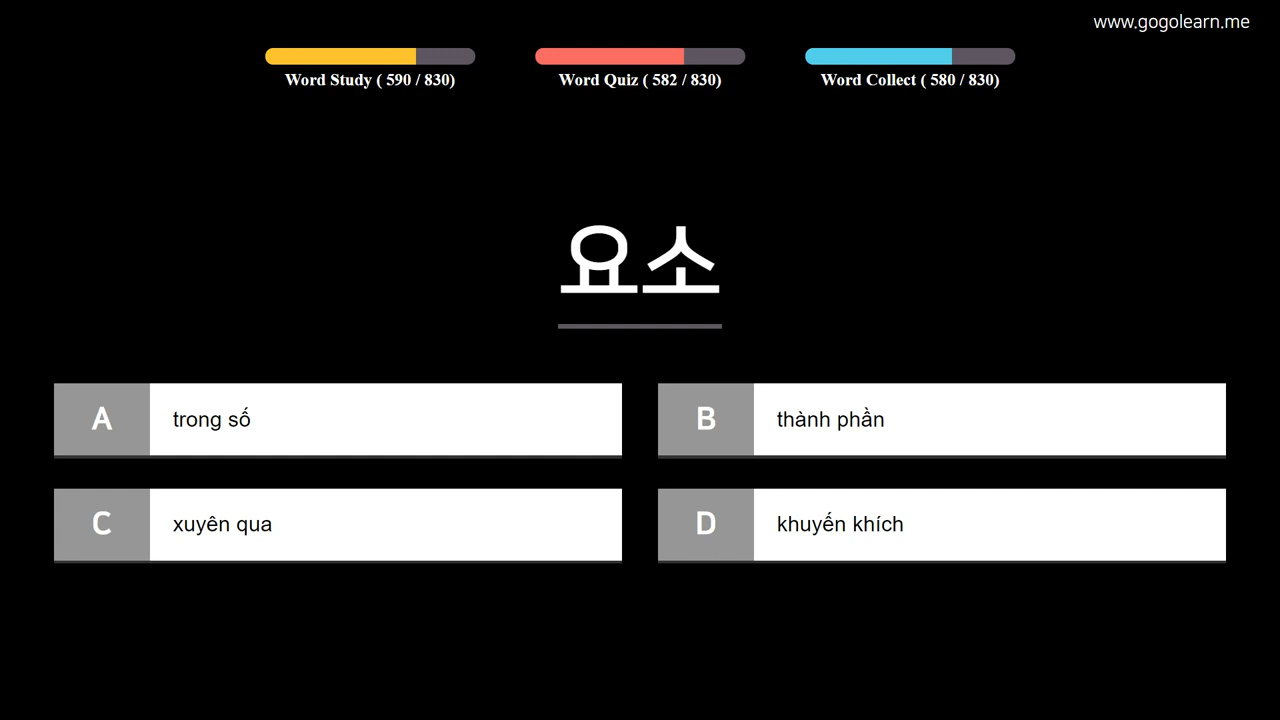 www.gogolearn.me
Word Study ( 590 / 830)
Word Quiz ( 582 / 830)
Word Collect ( 580 / 830)
요소
A trong số
B thành phần
C xuyên qua
D khuyến khích